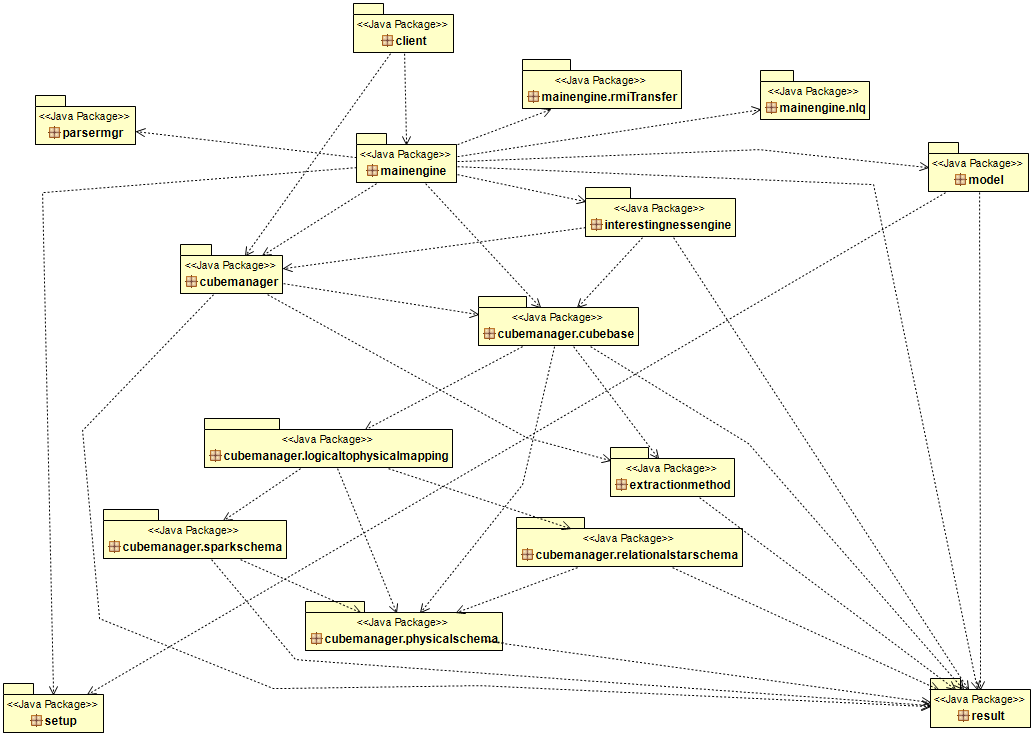 <<Java Package>>
client
<<Java Package>>
mainengine.rmiTransfer
<<Java Package>>
mainengine.nlq
<<Java Package>>
parsermgr
<<Java Package>>
mainengine
<<Java Package>>
model
<<Java Package>>
interestingnessengine
<<Java Package>>
cubemanager
<<Java Package>>
cubemanager.cubebase
<<Java Package>>
cubemanager.logicaltophysicalmapping
<<Java Package>>
extractionmethod
<<Java Package>>
cubemanager.sparkschema
<<Java Package>>
cubemanager.relationalstarschema
<<Java Package>>
cubemanager.physicalschema
<<Java Package>>
setup
<<Java Package>>
result